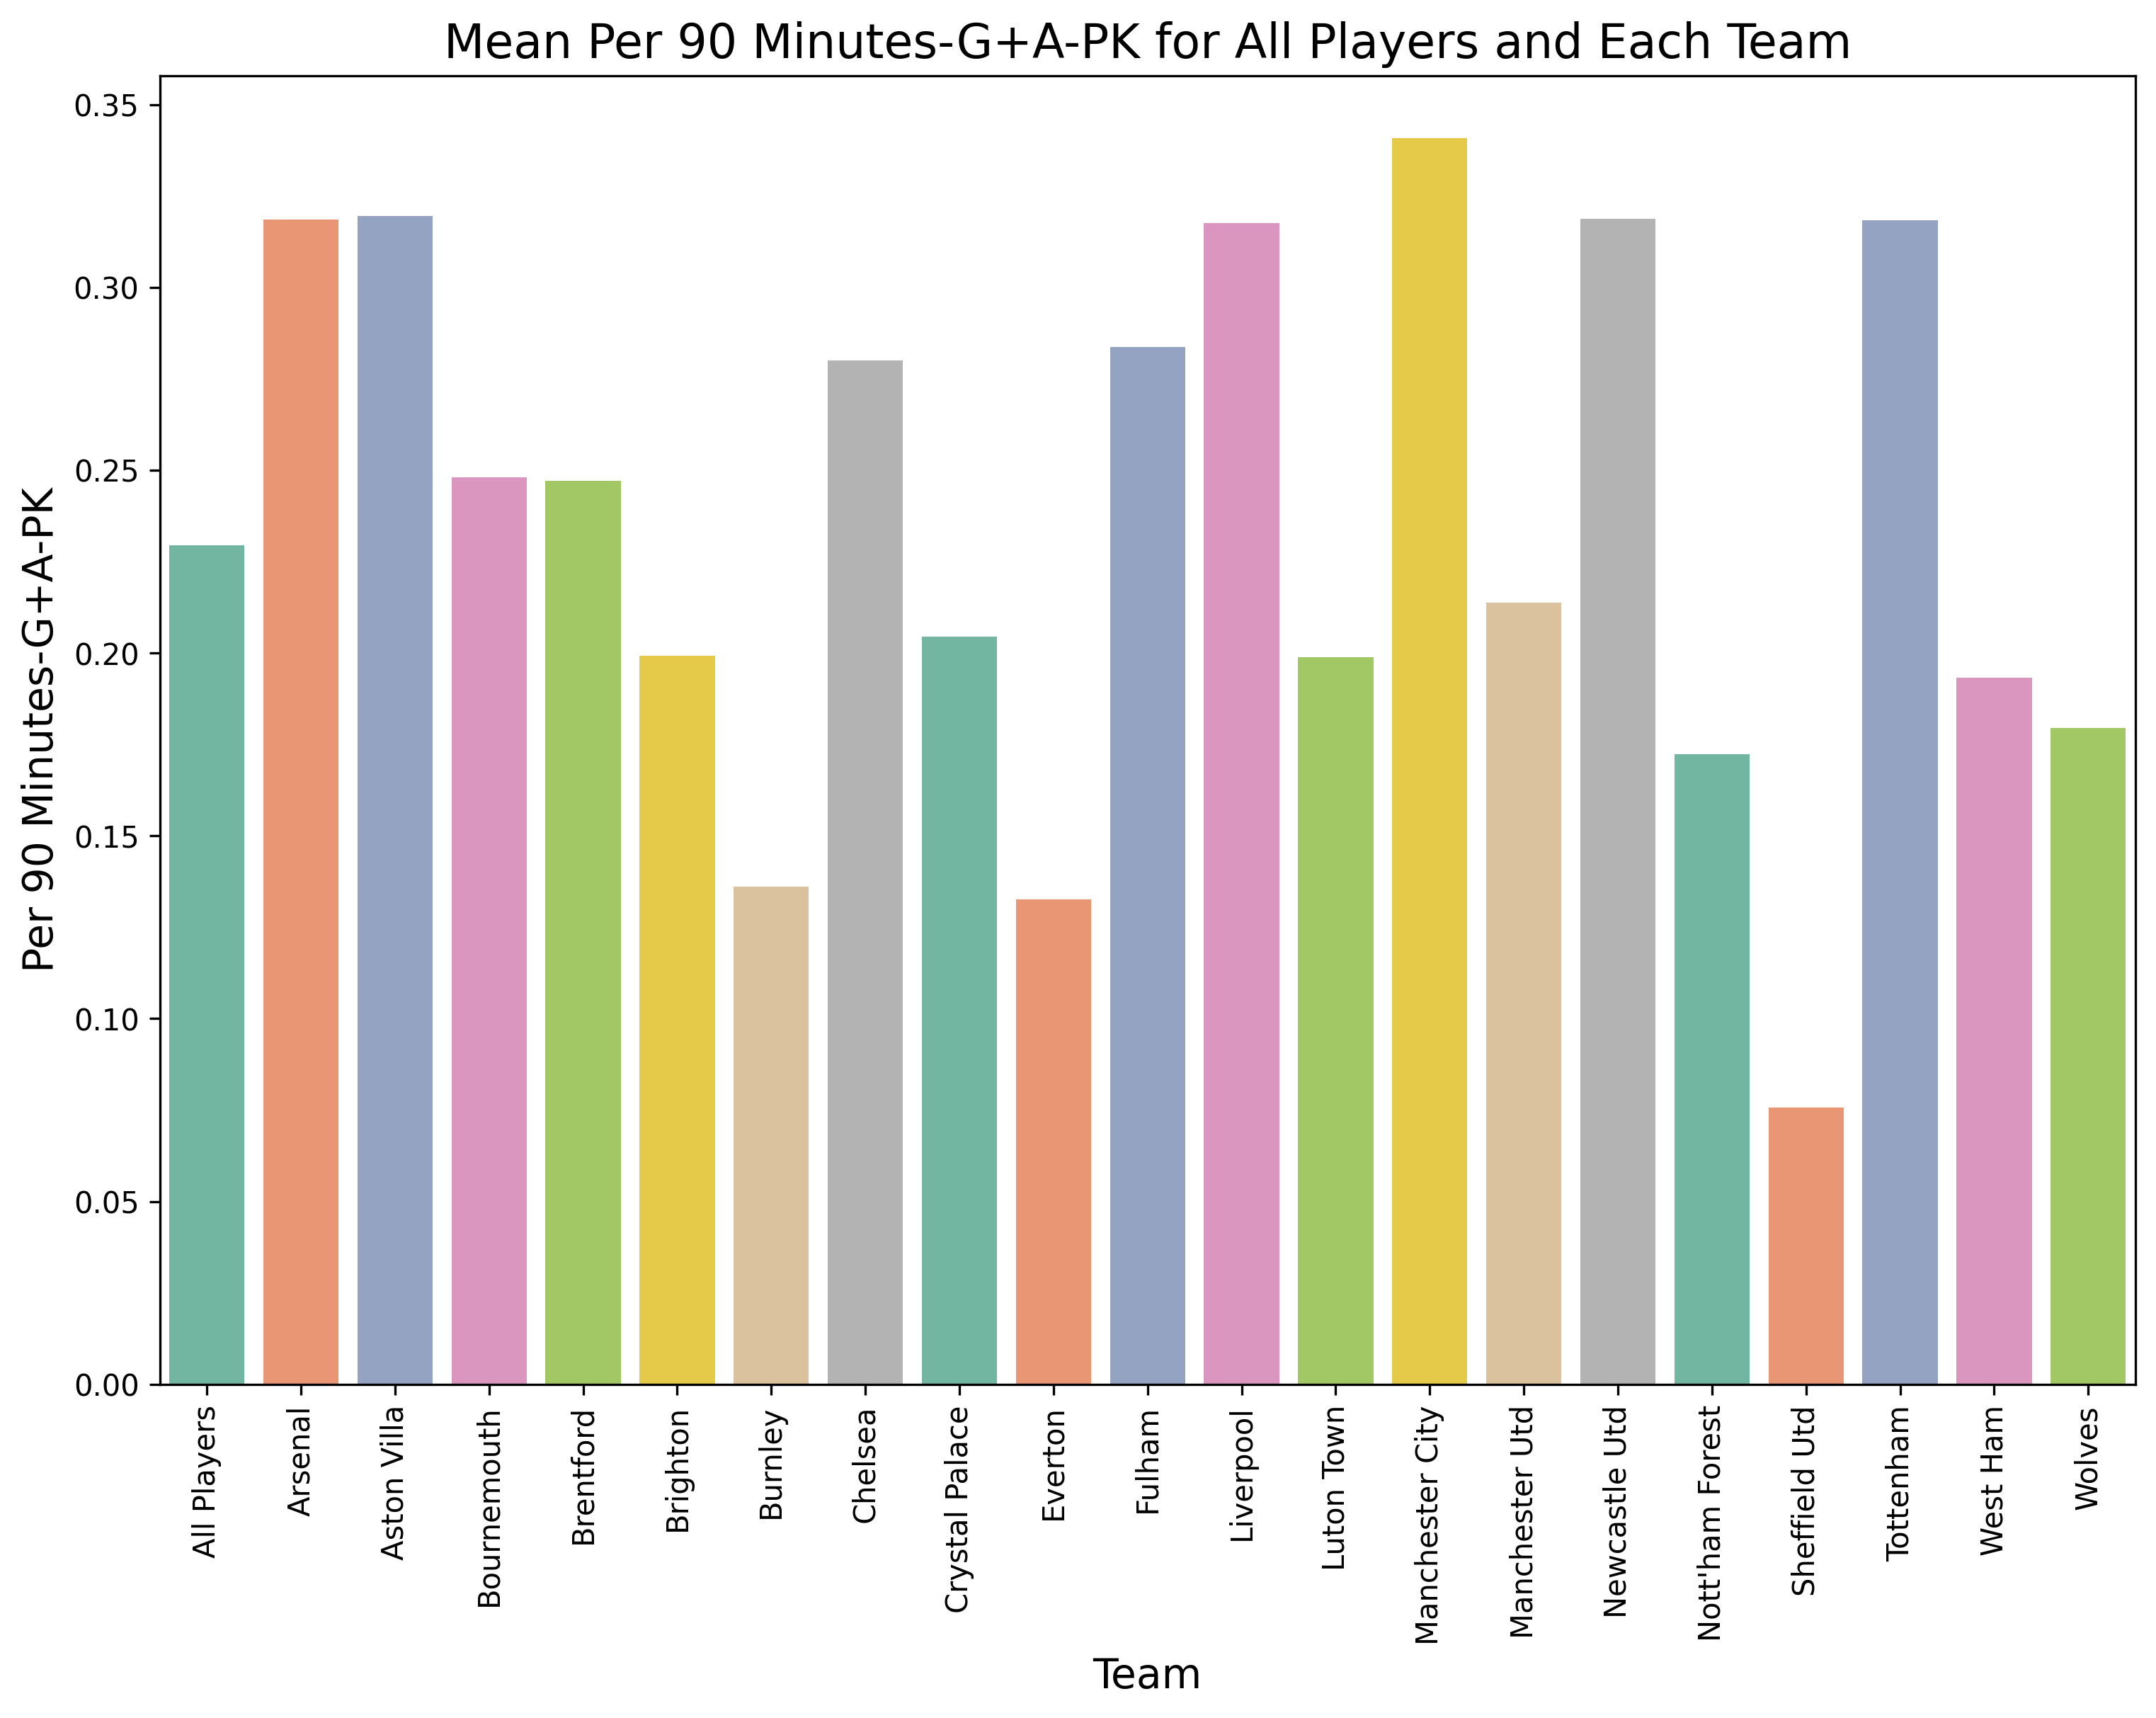 Mean Per 90 Minutes-G+A-PK for All Players and Each Team
Per 90 Minutes-G+A-PK
0.35
0.30
0.25
0.20
0.15
0.10
0.05
0.00
All Players
Arsenal
Aston Villa
Bournemouth
Brentford
Brighton
Burnley
Chelsea
Crystal Palace
Everton
Fulham
Liverpool
Luton Town
Manchester City
Manchester Utd
Newcastle Utd
Nott'ham Forest
Sheffield Utd
Tottenham
West Ham
Wolves
Team